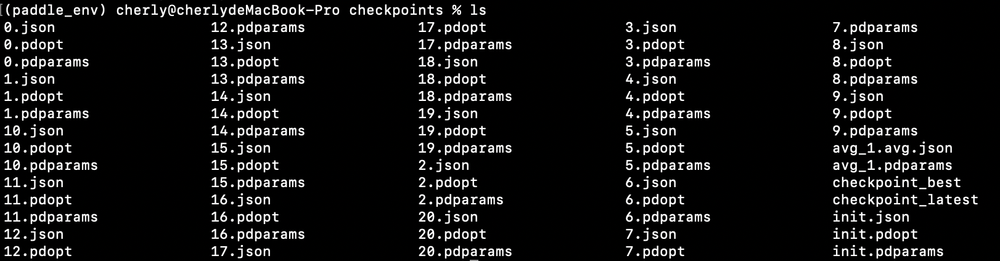 (paddle_env) cherly@cherlydeMacBook-Pro checkpoints % ls
0.json 12.pdparams 17.pdopt 3.json 7.pdparams
0.pdopt 13.json 17.pdparams 3.pdopt 8.json
0.pdparams 13.pdopt 18.json 3.pdparams 8.pdopt
1.json 13.pdparams 18.pdopt 4.json 8.pdparams
1.pdopt 14.json 18.pdparams 4.pdopt 9.json
1.pdparams 14.pdopt 19.json 4.pdparams 9.pdopt
10.json 14.pdparams 19.pdopt 5.json 9.pdparams
10.pdopt 15.json 19.pdparams 5.pdopt avg_1.avg.json
10.pdparams 15.pdopt 2.json 5.pdparams avg_1.pdparams
11.json 15.pdparams 2.pdopt 6.json checkpoint_best
11.pdopt 16.json 2.pdparams 6.pdopt checkpoint_latest
11.pdparams 16.pdopt 20.json 6.pdparams init.json
12.json 16.pdparams 20.pdopt 7.json init.pdopt
12.pdopt 17.json 20.pdparams 7.pdopt init.pdparams